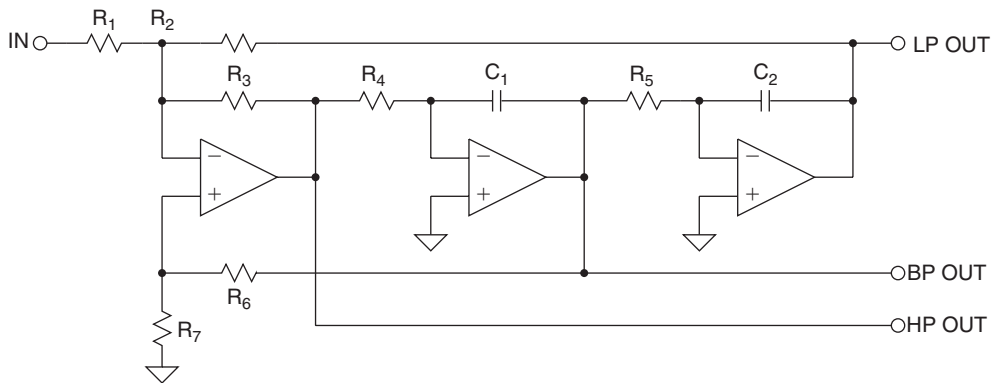 IN
R1
R2
LP OUT
R3
R4
C1
R5
C2
−
+
−
+
−
+
R6
BP OUT
R7
HP OUT